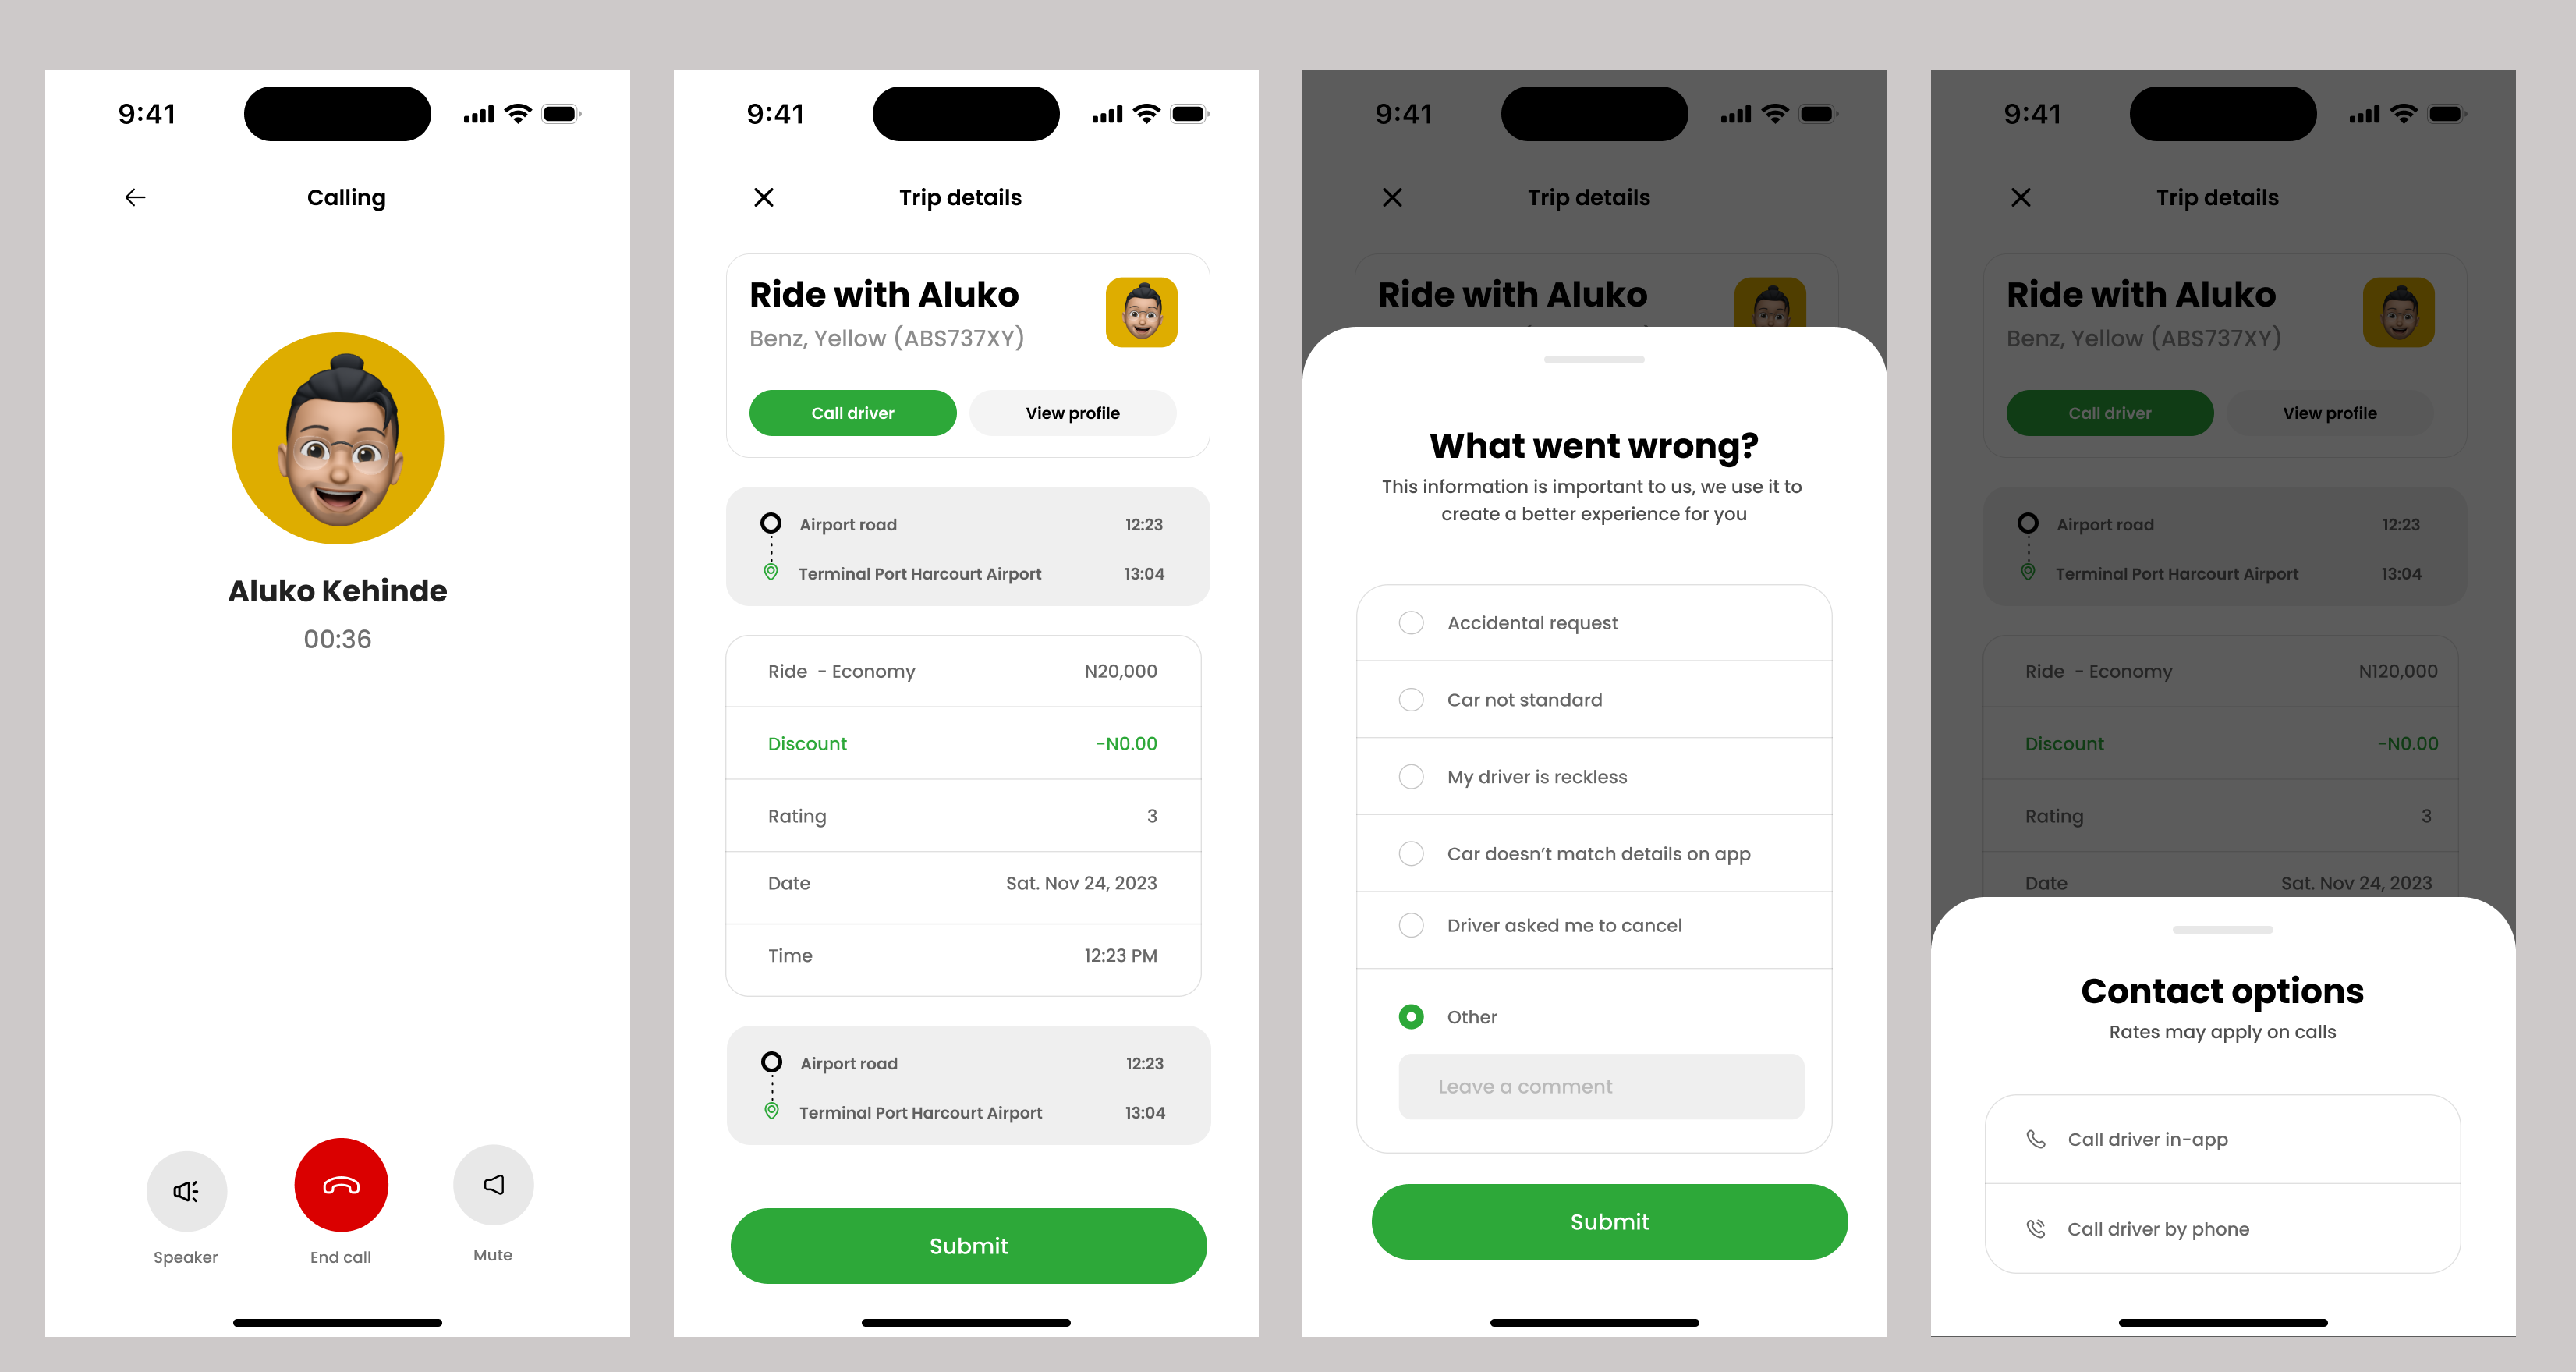 9:41
Calling
Aluko Kehinde
00:36
Speaker
End call
Mute
9:41
Trip details
Ride with Aluko
Benz, Yellow (ABS737XY)
Call driver
View profile
Airport road 12:23
Terminal Port Harcourt Airport 13:04
Ride - Economy N20,000
Discount -N0.00
Rating 3
Date Sat. Nov 24, 2023
Time 12:23 PM
Airport road 12:23
Terminal Port Harcourt Airport 13:04
Submit
9:41
Trip details
Ride with Aluko
What went wrong?
This information is important to us, we use it to
create a better experience for you
Accidental request
Car not standard
My driver is reckless
Car doesn’t match details on app
Driver asked me to cancel
Other
Leave a comment
Submit
9:41
Trip details
Ride with Aluko
Benz, Yellow (ABS737XY)
Call driver
View profile
Airport road 12:23
Terminal Port Harcourt Airport 13:04
Ride - Economy N120,000
Discount -N0.00
Rating 3
Date Sat. Nov 24, 2023
Contact options
Rates may apply on calls
Call driver in-app
Call driver by phone